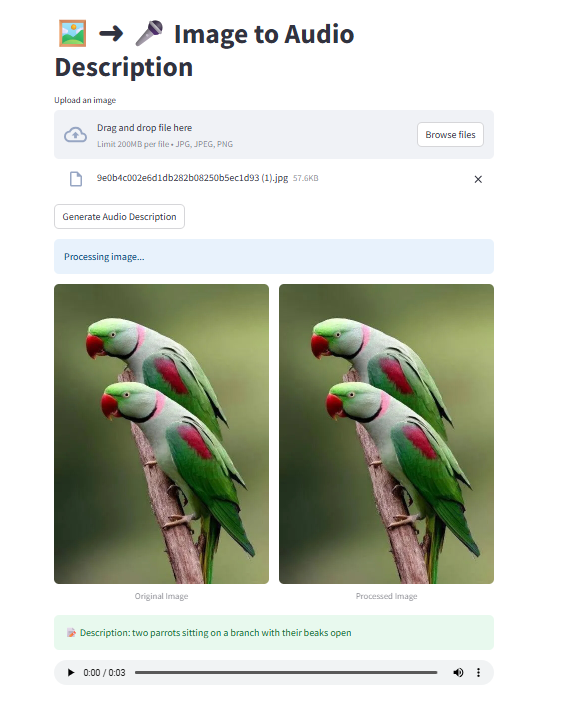 🖼️ → 🎤 Image to Audio
Description
Upload an image
Drag and drop file here
Limit 200MB per file • JPG, JPEG, PNG
Browse files
9e0b4c002e6d1db282b08250b5ec1d93 (1).jpg 57.6KB
Generate Audio Description
Processing image...
Original Image
Processed Image
📝 Description: two parrots sitting on a branch with their beaks open
0:00 / 0:03